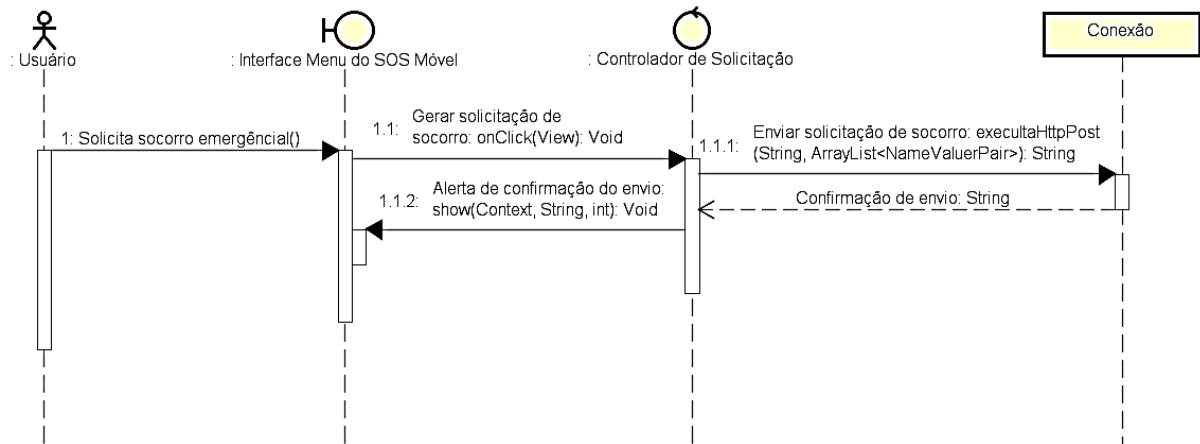 Conexão
: Usuário
: Interface Menu do SOS Móvel
: Controlador de Solicitação
1: Solicita socorro emergêncial()
1.1:
Gerar solicitação de
socorro: onClick(View): Void
1.1.1:
Enviar solicitação de socorro: execultaHttpPost
(String, ArrayList<NameValuerPair>): String
Confirmação de envio: String
1.1.2:
Alerta de confirmação do envio:
show(Context, String, int): Void